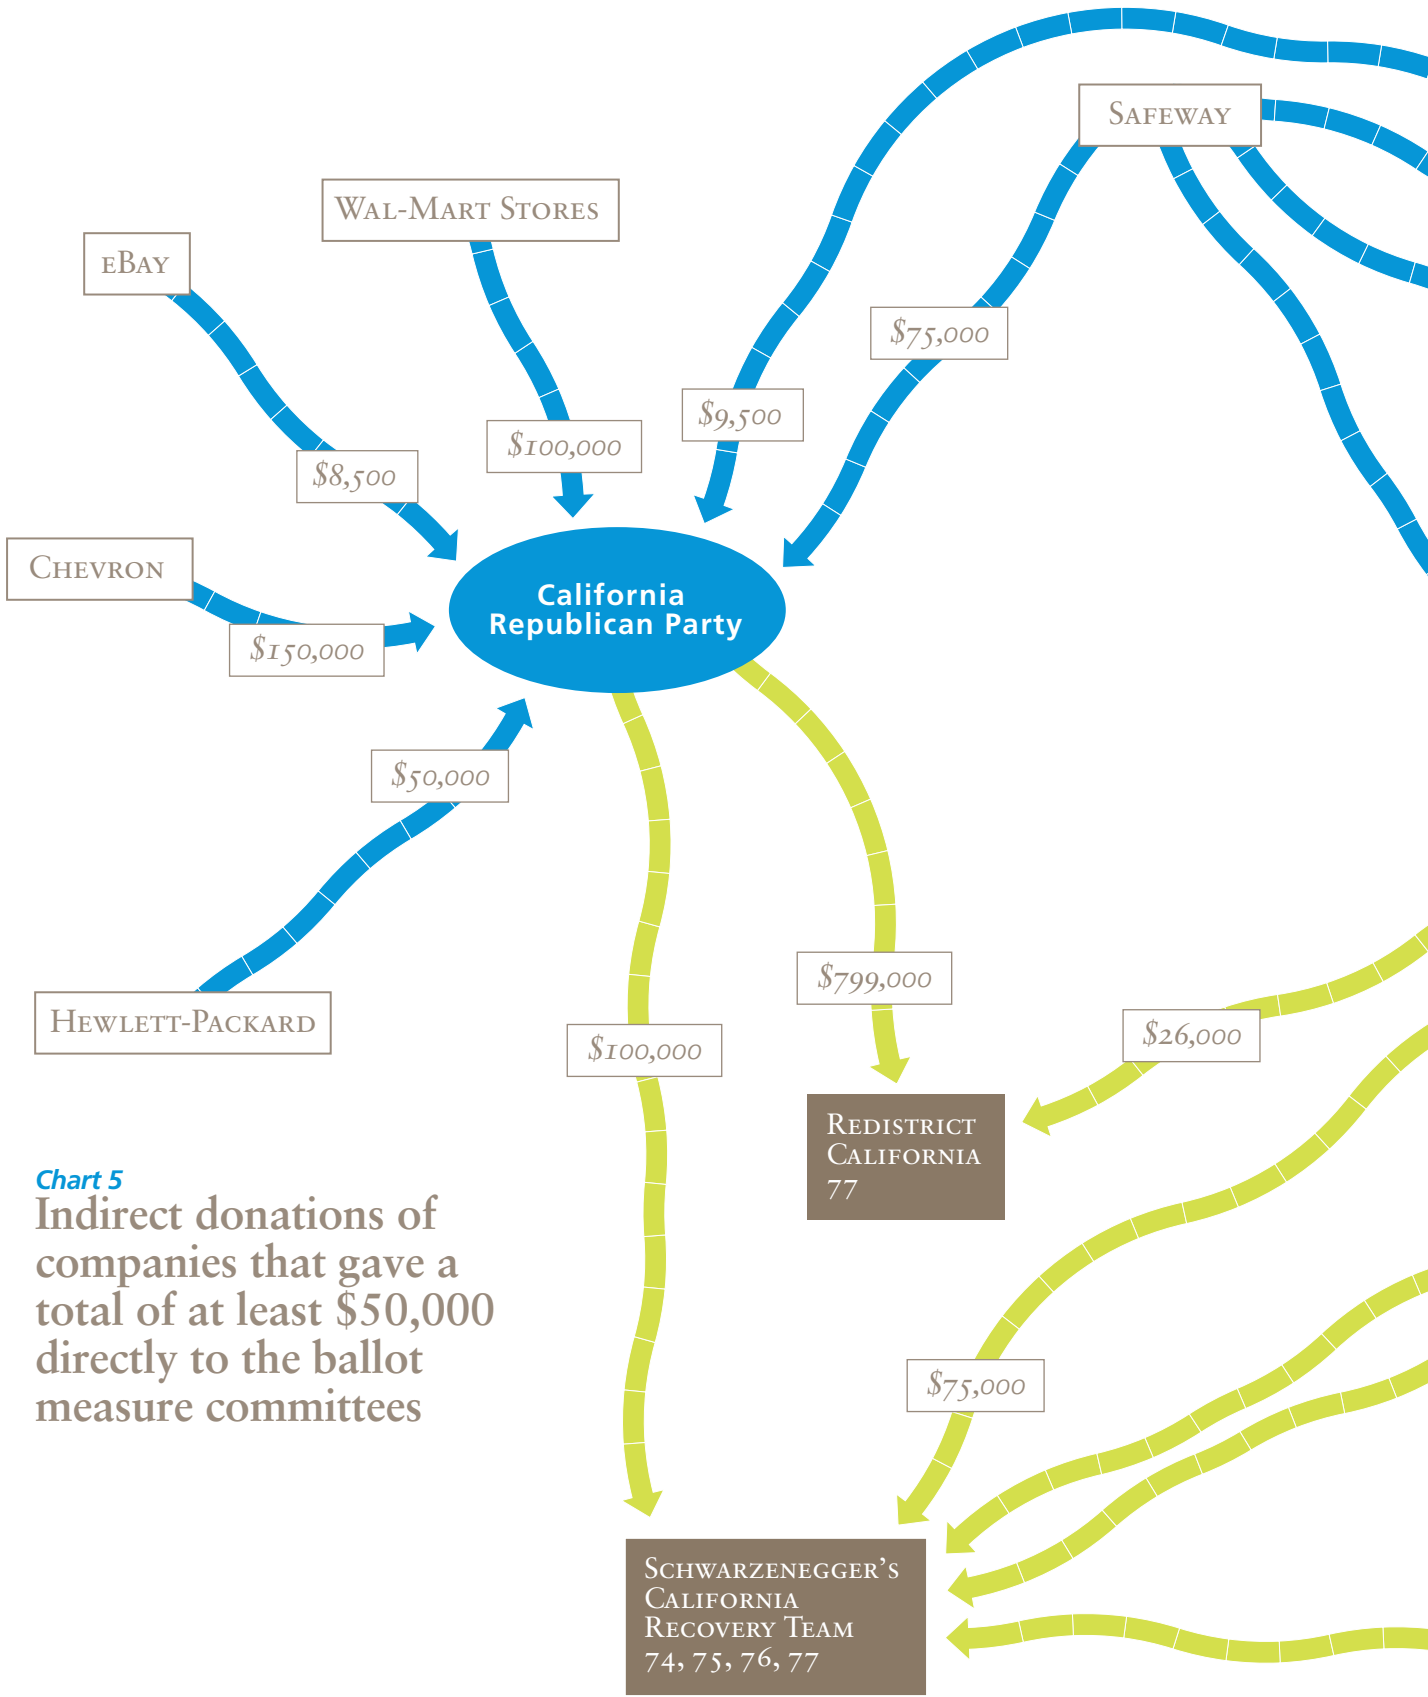 Safeway
Wal-Mart Stores
eBay
$75,000
$9,500
$100,000
$8,500
Chevron
California
Republican Party
$150,000
$50,000
$799,000
Hewlett-Packard
$100,000
$26,000
Redistrict
California
77
Chart 5
Indirect donations of
companies that gave a
total of at least $50,000
directly to the ballot
measure committees
$75,000
Schwarzenegger's
California
Recovery Team
74, 75, 76, 77